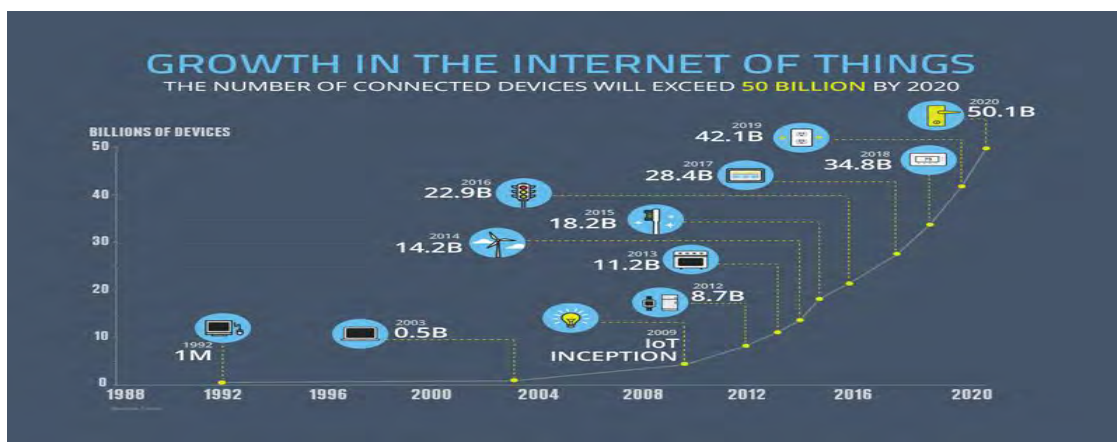 GROWTH IN THE INTERNET OF THINGS
THE NUMBER OF CONNECTED DEVICES WILL EXCEED 50 BILLION BY 2020
BILLIONS OF DEVICES
50
40
30
20
10
0
1992
1M
2003
0.5B
2009
IoT
INCEPTION
2012
8.7B
2013
11.2B
2014
14.2B
2015
18.2B
2016
22.9B
2017
28.4B
2018
34.8B
2019
42.1B
2020
50.1B
1988 1992 1996 2000 2004 2008 2012 2016 2020